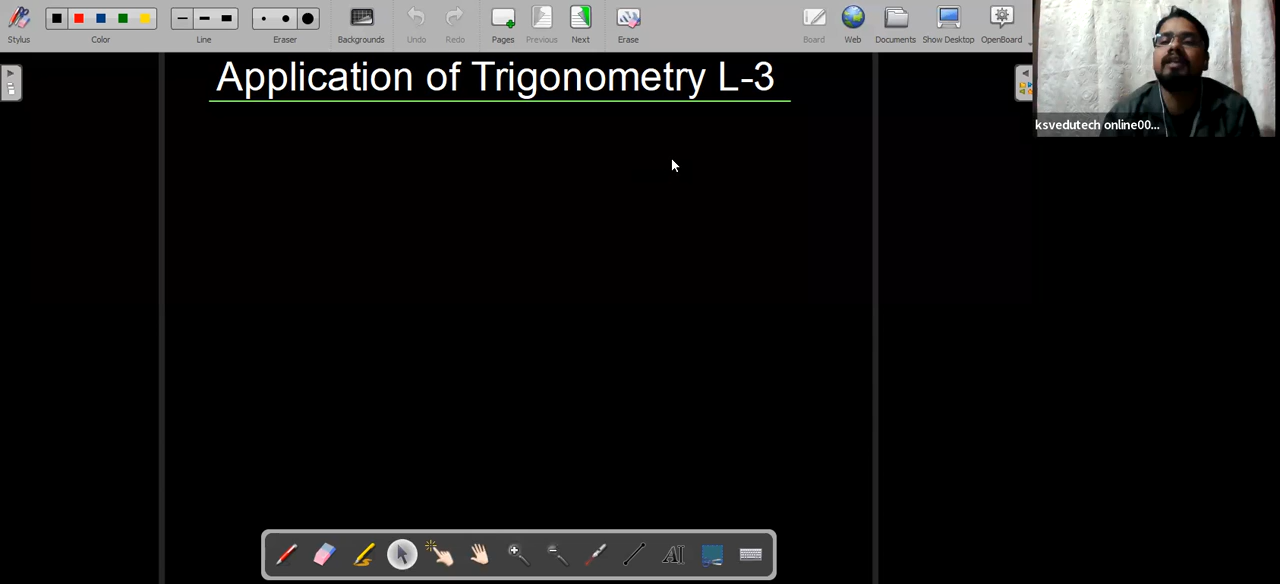 Stylus Color Line Eraser Backgrounds Undo Redo Pages Previous Next Erase Board Web Documents Show Desktop OpenBoard
Application of Trigonometry L-3
ksvedutech online00...
AI